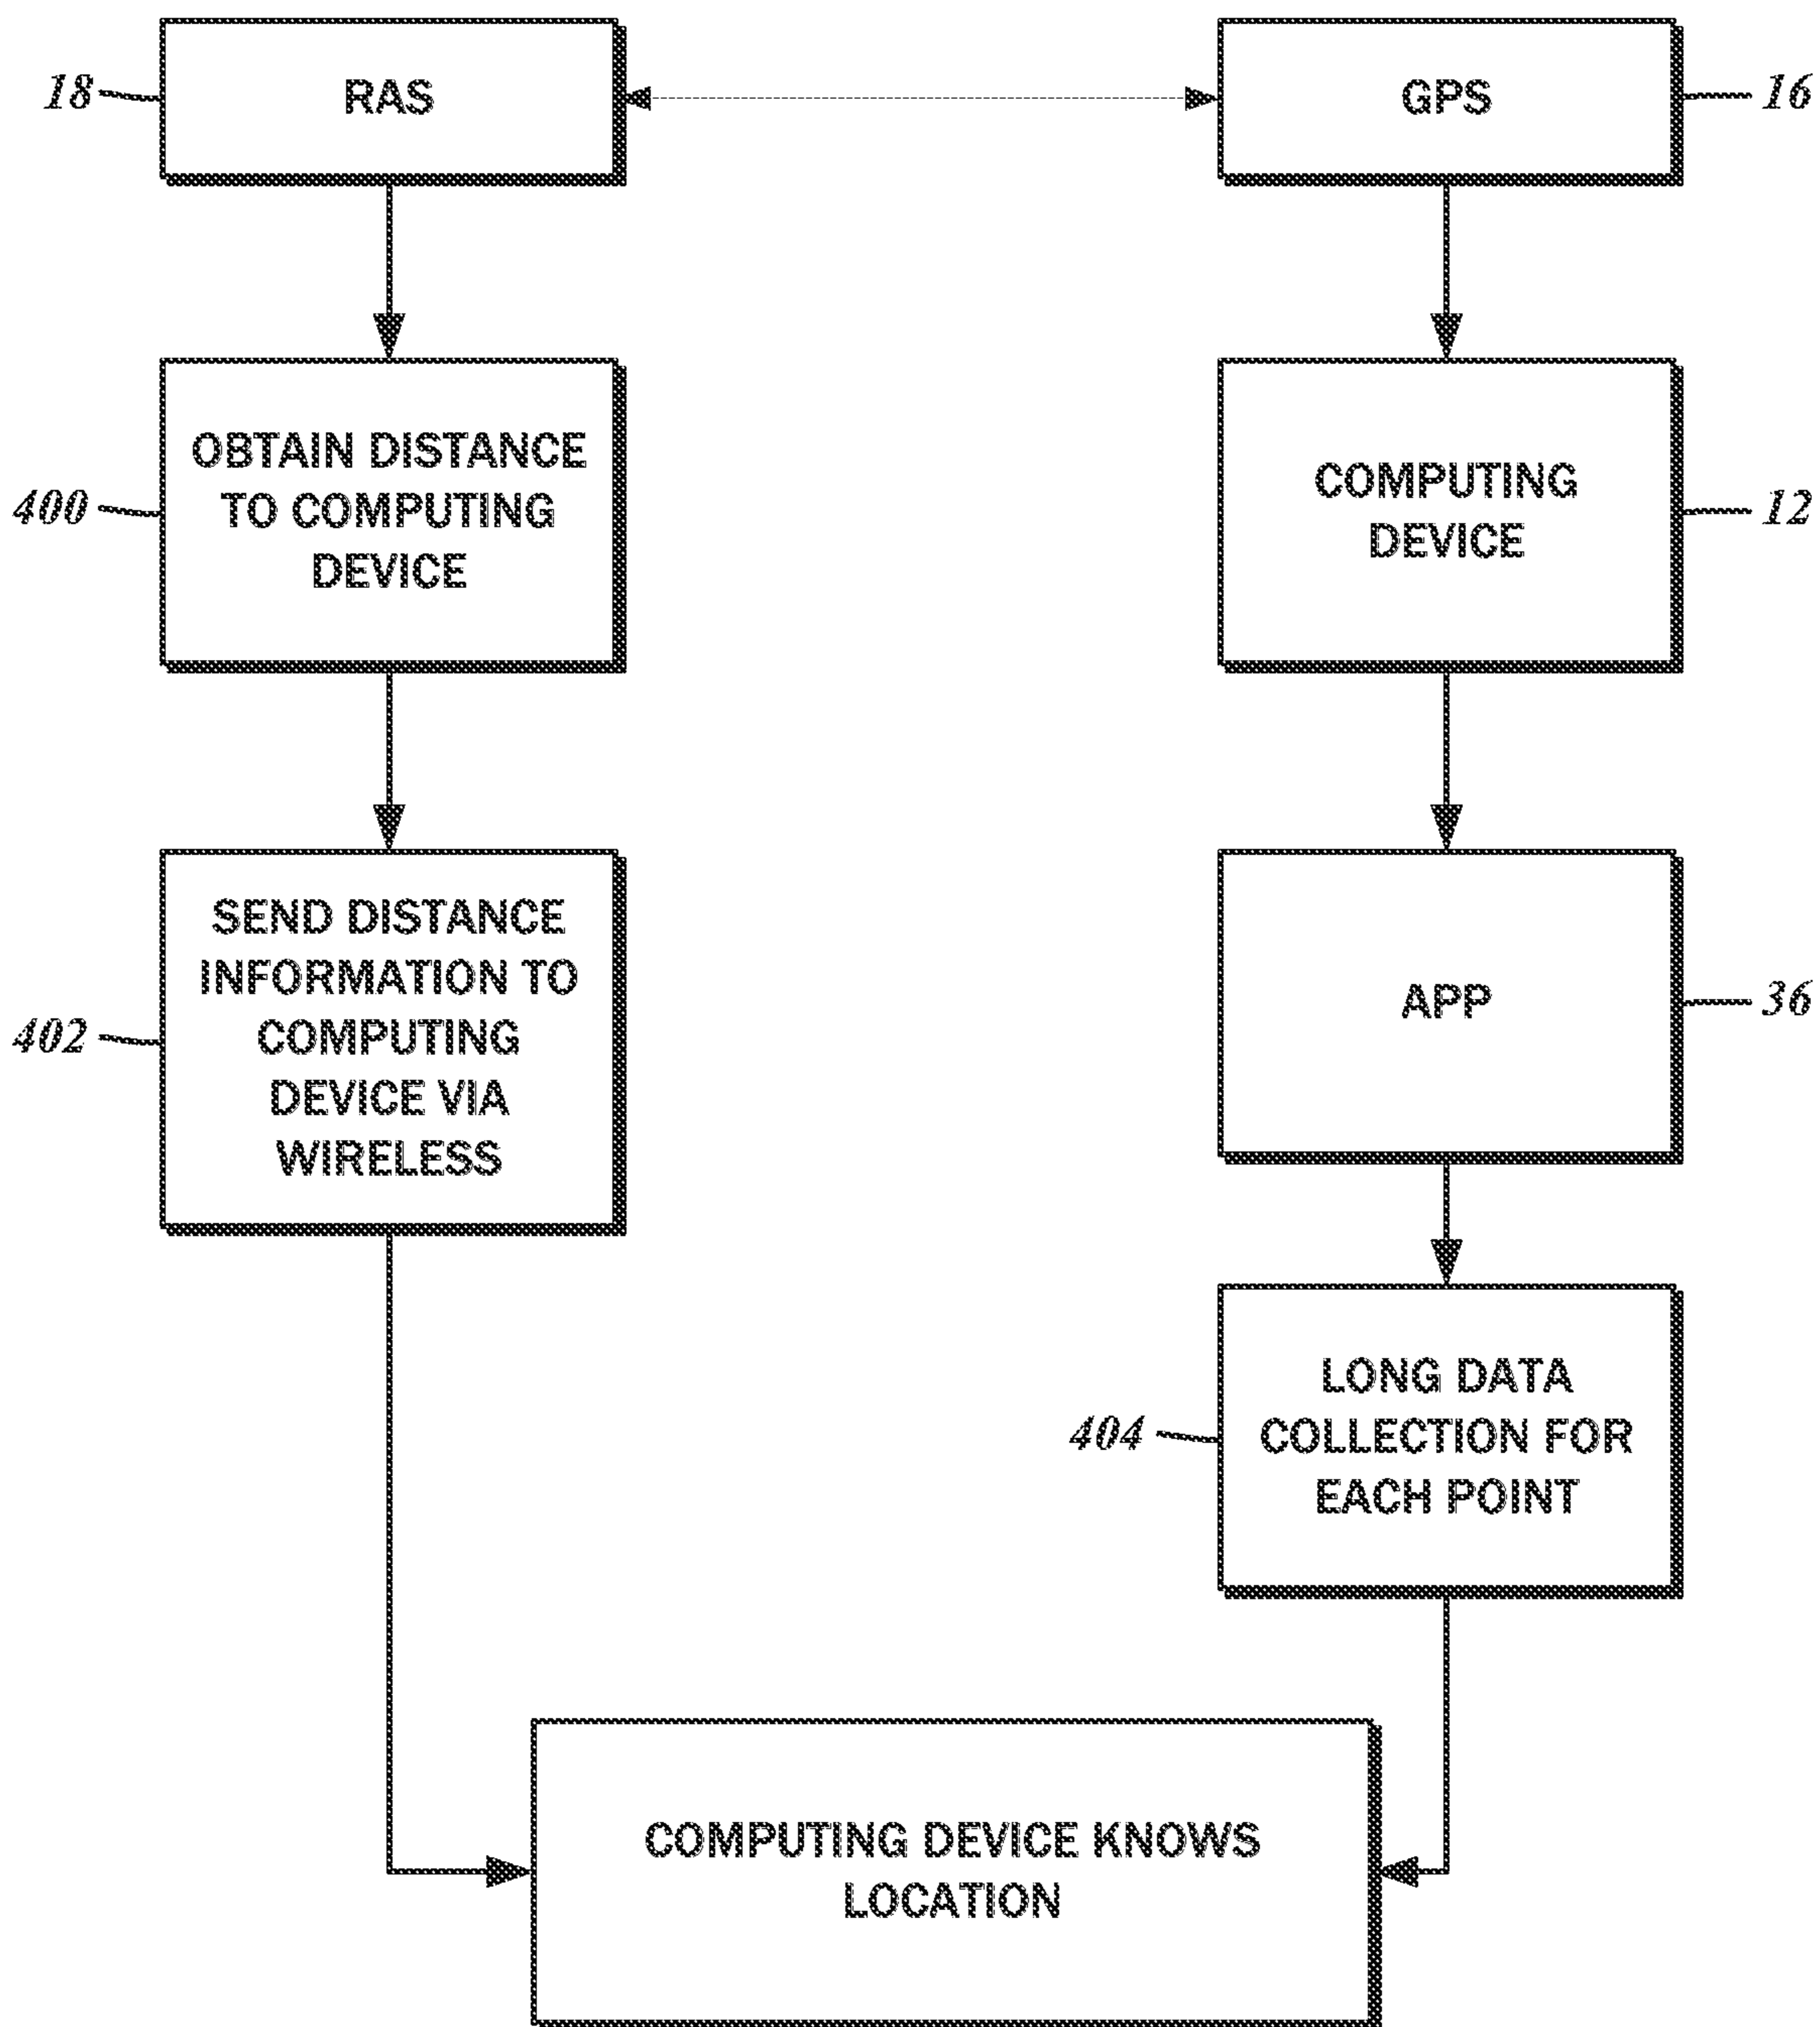 18
RAS
GPS
16
400
OBTAIN DISTANCE
TO COMPUTING
DEVICE
COMPUTING
DEVICE
12
402
SEND DISTANCE
INFORMATION TO
COMPUTING
DEVICE VIA
WIRELESS
APP
36
404
LONG DATA
COLLECTION FOR
EACH POINT
COMPUTING DEVICE KNOWS
LOCATION